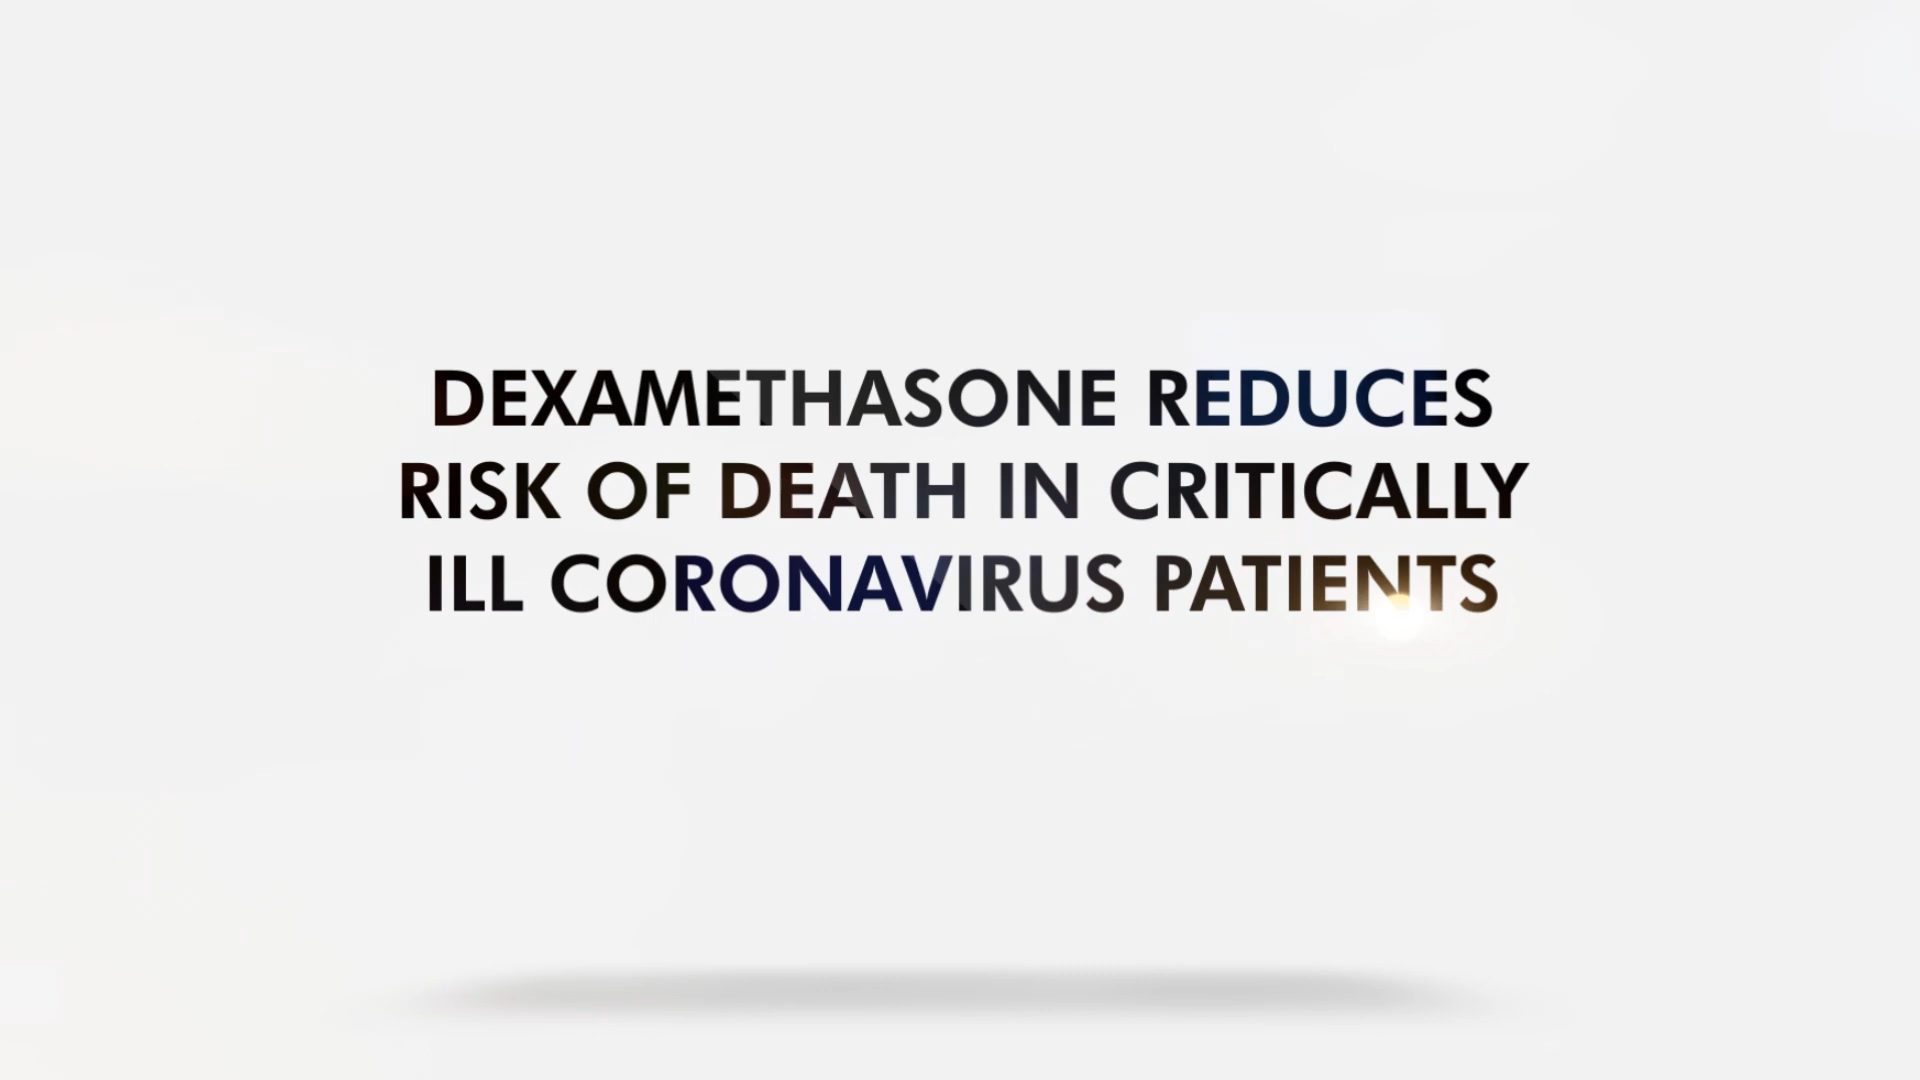 DEXAMETHASONE REDUCES
RISK OF DEATH IN CRITICALLY
ILL CORONAVIRUS PATIENTS